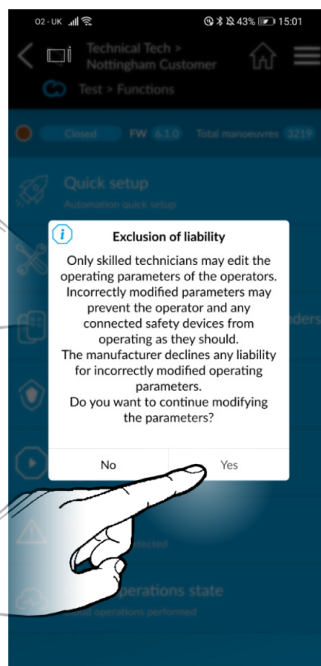 O2 - UK 43% 15:01
Technical Tech >
Nottingham Customer
Test > Functions
Closed FW 6.1.0 Total manoeuvres 3219
Quick setup
Automation quick setup
Exclusion of liability
Only skilled technicians may edit the
operating parameters of the operators.
Incorrectly modified parameters may
prevent the operator and any
connected safety devices from
operating as they should.
The manufacturer declines any liability
for incorrectly modified operating
parameters.
Do you want to continue modifying
the parameters?
No Yes
perations state
operations performed